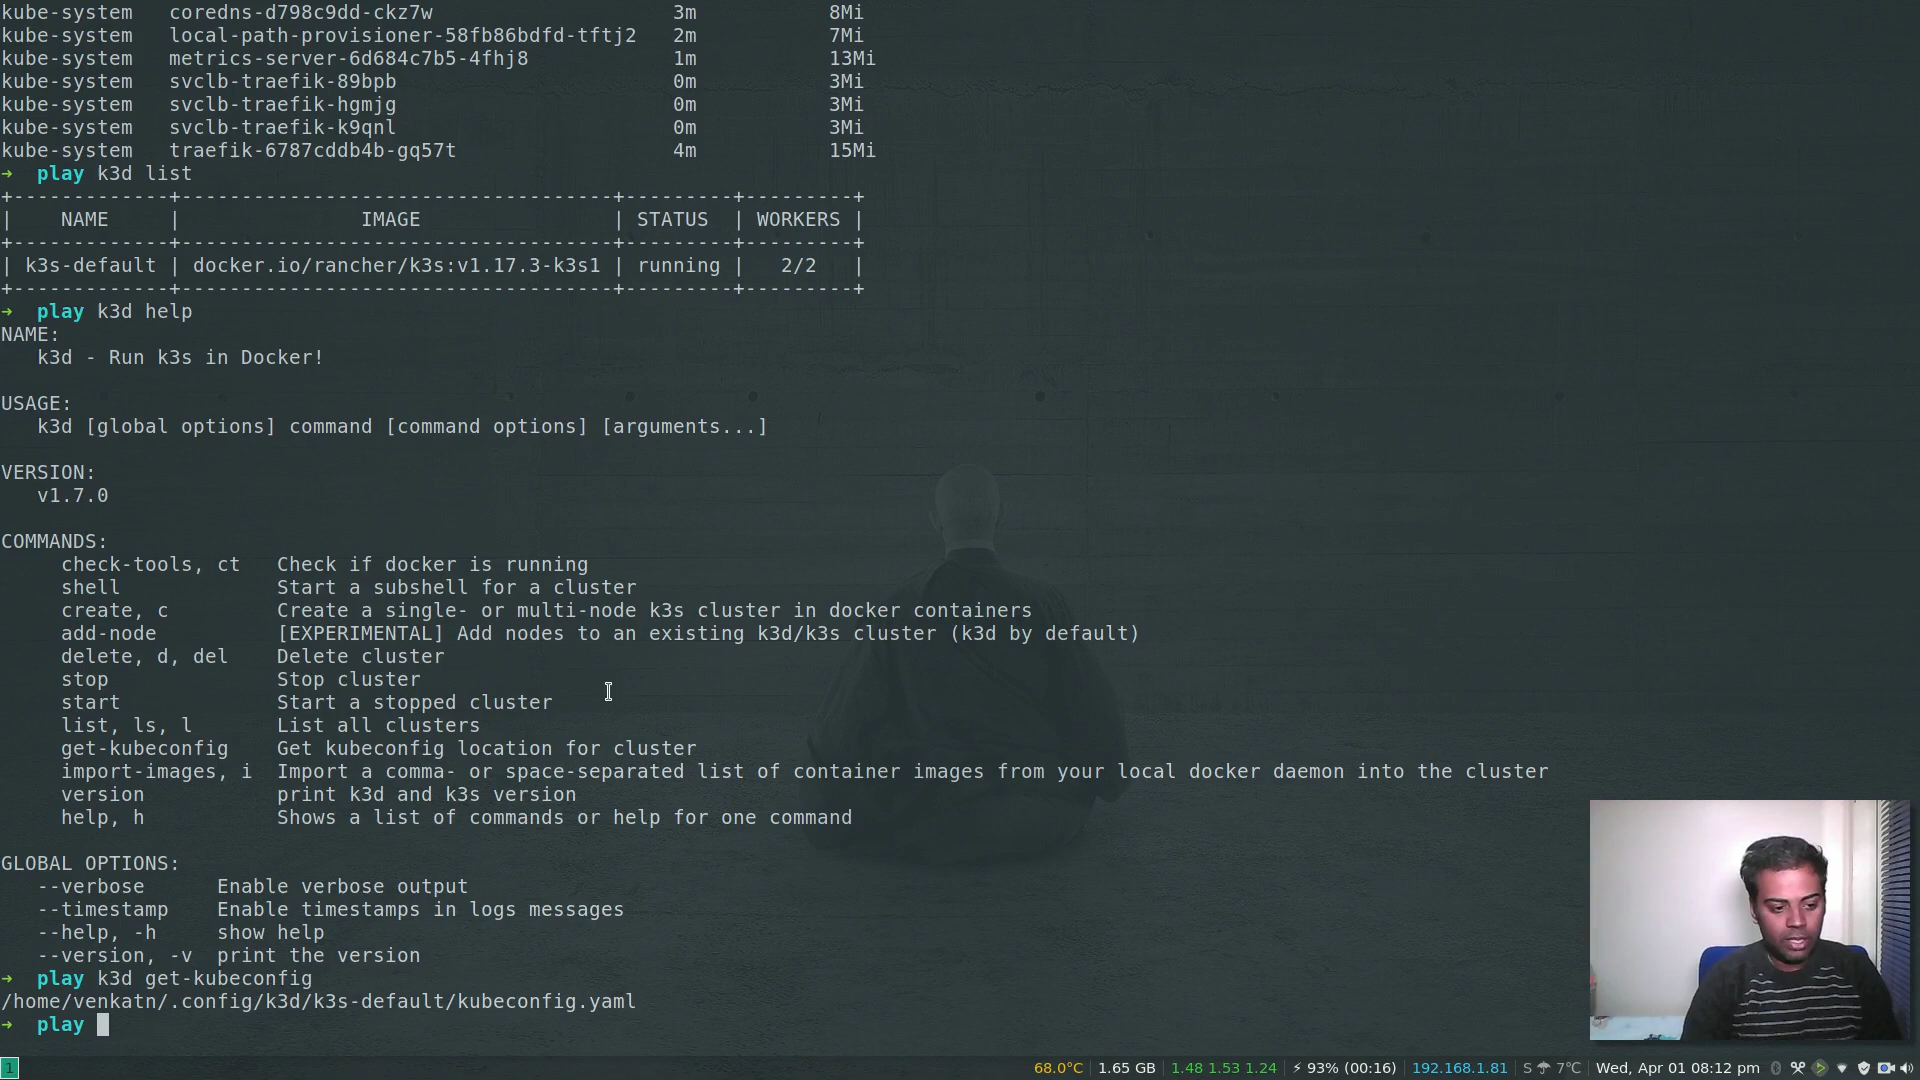 kube-system   coredns-d798c9dd-ckz7w                    3m           8Mi
kube-system   local-path-provisioner-58fb86bdfd-tftj2   2m           7Mi
kube-system   metrics-server-6d684c7b5-4fhj8            1m           13Mi
kube-system   svclb-traefik-89bpb                       0m           3Mi
kube-system   svclb-traefik-hgmjg                       0m           3Mi
kube-system   svclb-traefik-k9qnl                       0m           3Mi
kube-system   traefik-6787cddb4b-gq57t                  4m           15Mi
➜  play k3d list
+-------------+------------------------------------+---------+---------+
|    NAME     |               IMAGE                | STATUS  | WORKERS |
+-------------+------------------------------------+---------+---------+
| k3s-default | docker.io/rancher/k3s:v1.17.3-k3s1 | running |   2/2   |
+-------------+------------------------------------+---------+---------+
➜  play k3d help
NAME:
   k3d - Run k3s in Docker!
USAGE:
   k3d [global options] command [command options] [arguments...]
VERSION:
   v1.7.0
COMMANDS:
     check-tools, ct   Check if docker is running
     shell             Start a subshell for a cluster
     create, c         Create a single- or multi-node k3s cluster in docker containers
     add-node          [EXPERIMENTAL] Add nodes to an existing k3d/k3s cluster (k3d by default)
     delete, d, del    Delete cluster
     stop              Stop cluster
     start             Start a stopped cluster
     list, ls, l       List all clusters
     get-kubeconfig    Get kubeconfig location for cluster
     import-images, i  Import a comma- or space-separated list of container images from your local docker daemon into the cluster
     version           print k3d and k3s version
     help, h           Shows a list of commands or help for one command
GLOBAL OPTIONS:
   --verbose      Enable verbose output
   --timestamp    Enable timestamps in logs messages
   --help, -h     show help
   --version, -v  print the version
➜  play k3d get-kubeconfig
/home/venkatn/.config/k3d/k3s-default/kubeconfig.yaml
➜  play
1   68.0°C | 1.65 GB | 1.48 1.53 1.24 | ⚡ 93% (00:16) | 192.168.1.81 | S ☂ 7℃ | Wed, Apr 01 08:12 pm